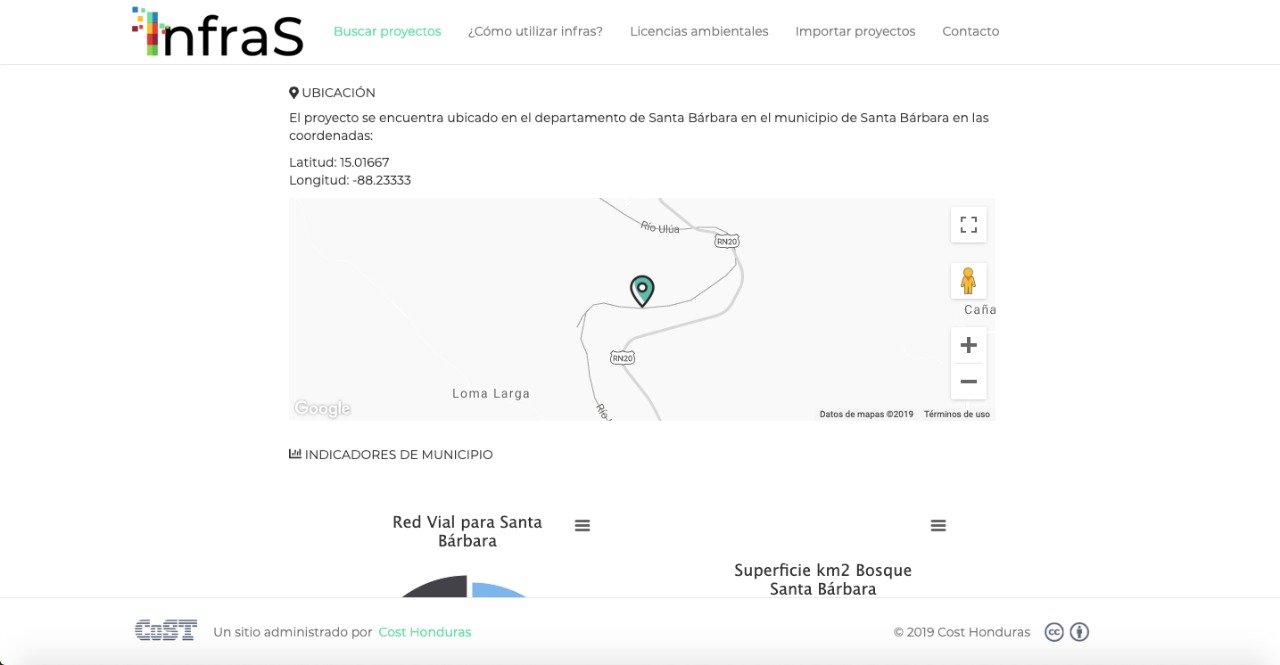 InfraS
Buscar proyectos
¿Cómo utilizar infras?
Licencias ambientales
Importar proyectos
Contacto
UBICACIÓN
El proyecto se encuentra ubicado en el departamento de Santa Bárbara en el municipio de Santa Bárbara en las
coordenadas:
Latitud: 15.01667
Longitud: -88.23333
Río Ulúa
RN20
Caña
RN20
Loma Larga
Río
Google
Datos de mapas ©2019
Términos de uso
INDICADORES DE MUNICIPIO
Red Vial para Santa
Bárbara
Superficie km2 Bosque
Santa Bárbara
CoST
Un sitio administrado por Cost Honduras
© 2019 Cost Honduras
cc